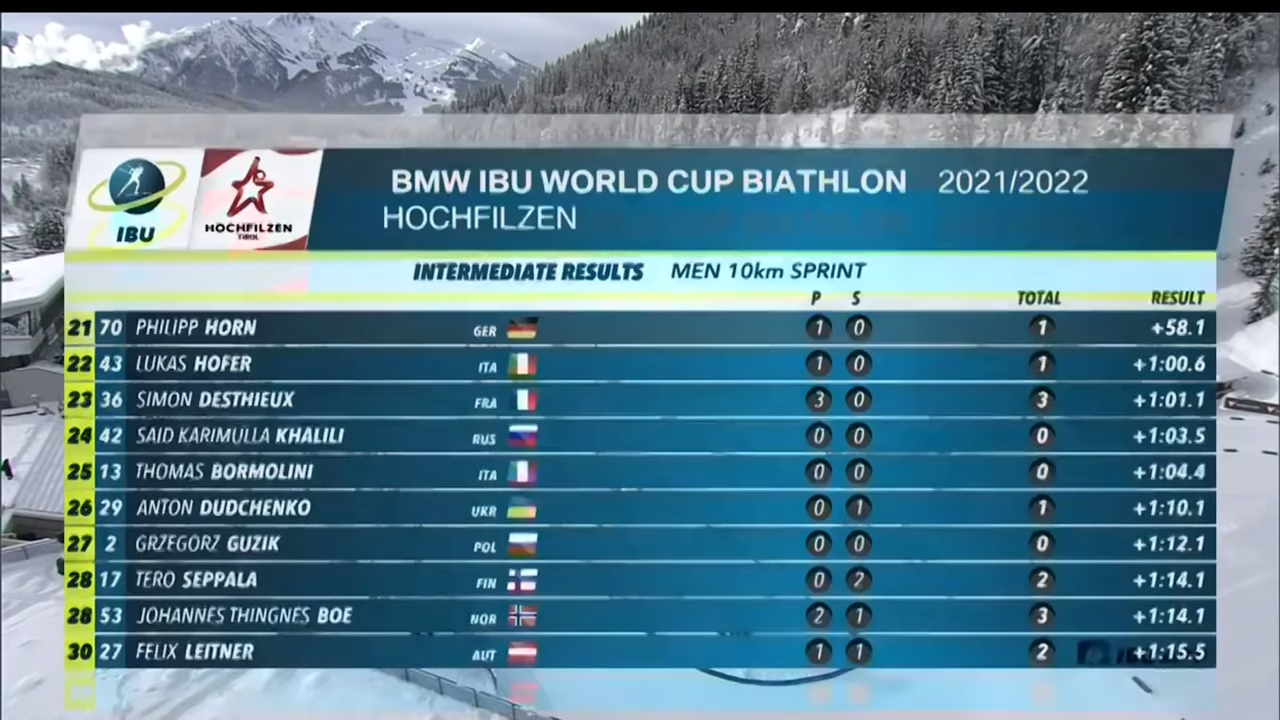 BMW IBU WORLD CUP BIATHLON 2021/2022
HOCHFILZEN
IBU
HOCHFILZEN
TIROL
INTERMEDIATE RESULTS MEN 10km SPRINT
P S TOTAL RESULT
21 70 PHILIPP HORN GER 1 0 1 +58.1
22 43 LUKAS HOFER ITA 1 0 1 +1:00.6
23 36 SIMON DESTHIEUX FRA 3 0 3 +1:01.1
24 42 SAID KARIMULLA KHALILI RUS 0 0 0 +1:03.5
25 13 THOMAS BORMOLINI ITA 0 0 0 +1:04.4
26 29 ANTON DUDCHENKO UKR 0 1 1 +1:10.1
27 2 GRZEGORZ GUZIK POL 0 0 0 +1:12.1
28 17 TERO SEPPALA FIN 0 2 2 +1:14.1
28 53 JOHANNES THINGNES BOE NOR 2 1 3 +1:14.1
30 27 FELIX LEITNER AUT 1 1 2 +1:15.5